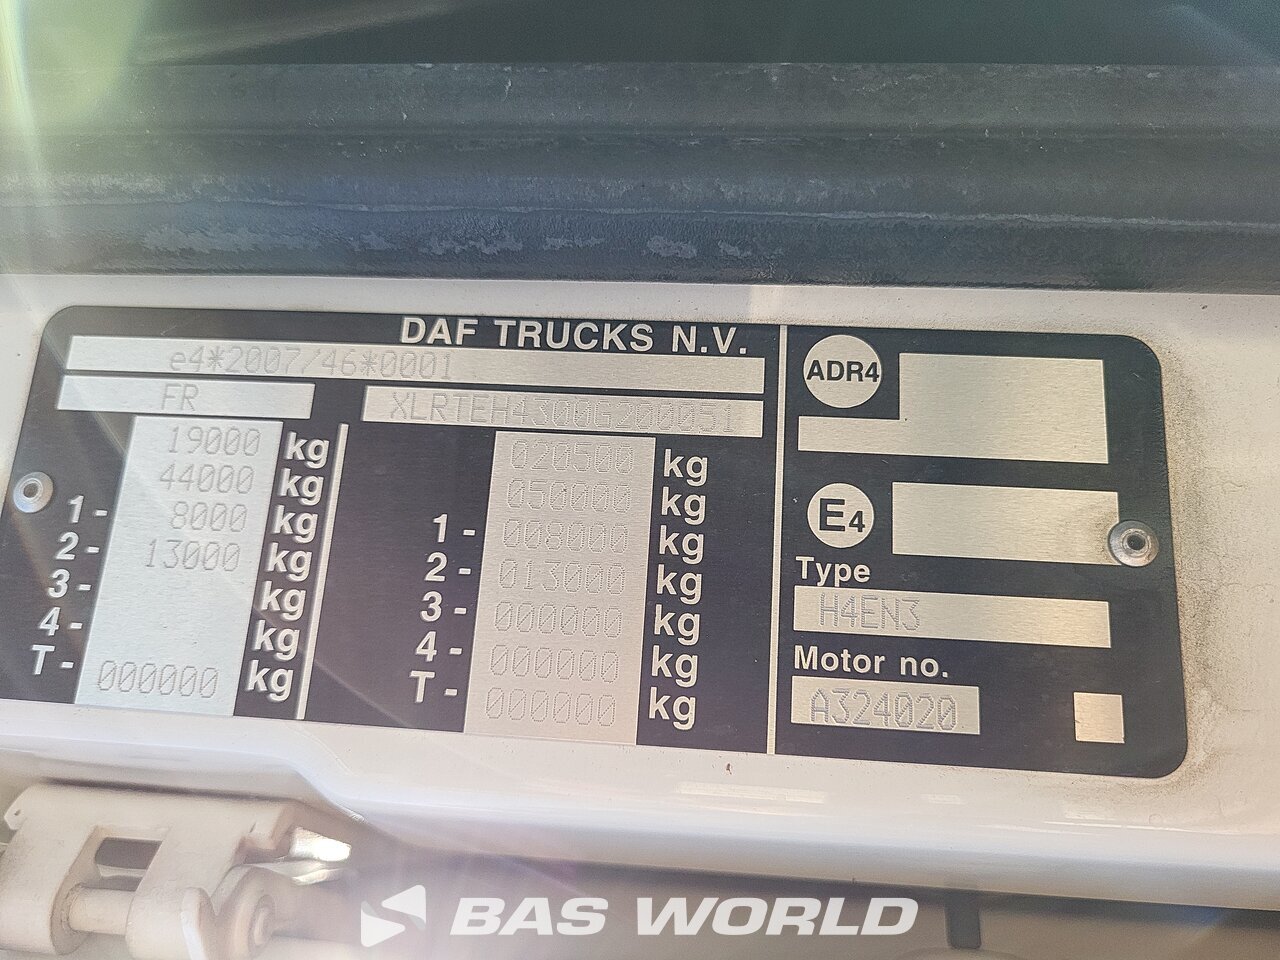 DAF TRUCKS N.V.
e4*2007/46*0001
FR XLRTEH4300G200051
19000 kg 020500 kg
44000 kg 050000 kg
1- 8000 kg 1- 008000 kg
2- 13000 kg 2- 013000 kg
3- kg 3- 000000 kg
4- kg 4- 000000 kg
T- 000000 kg T- 000000 kg
ADR4
E4
Type
H4EN3
Motor no.
A324020
BAS WORLD